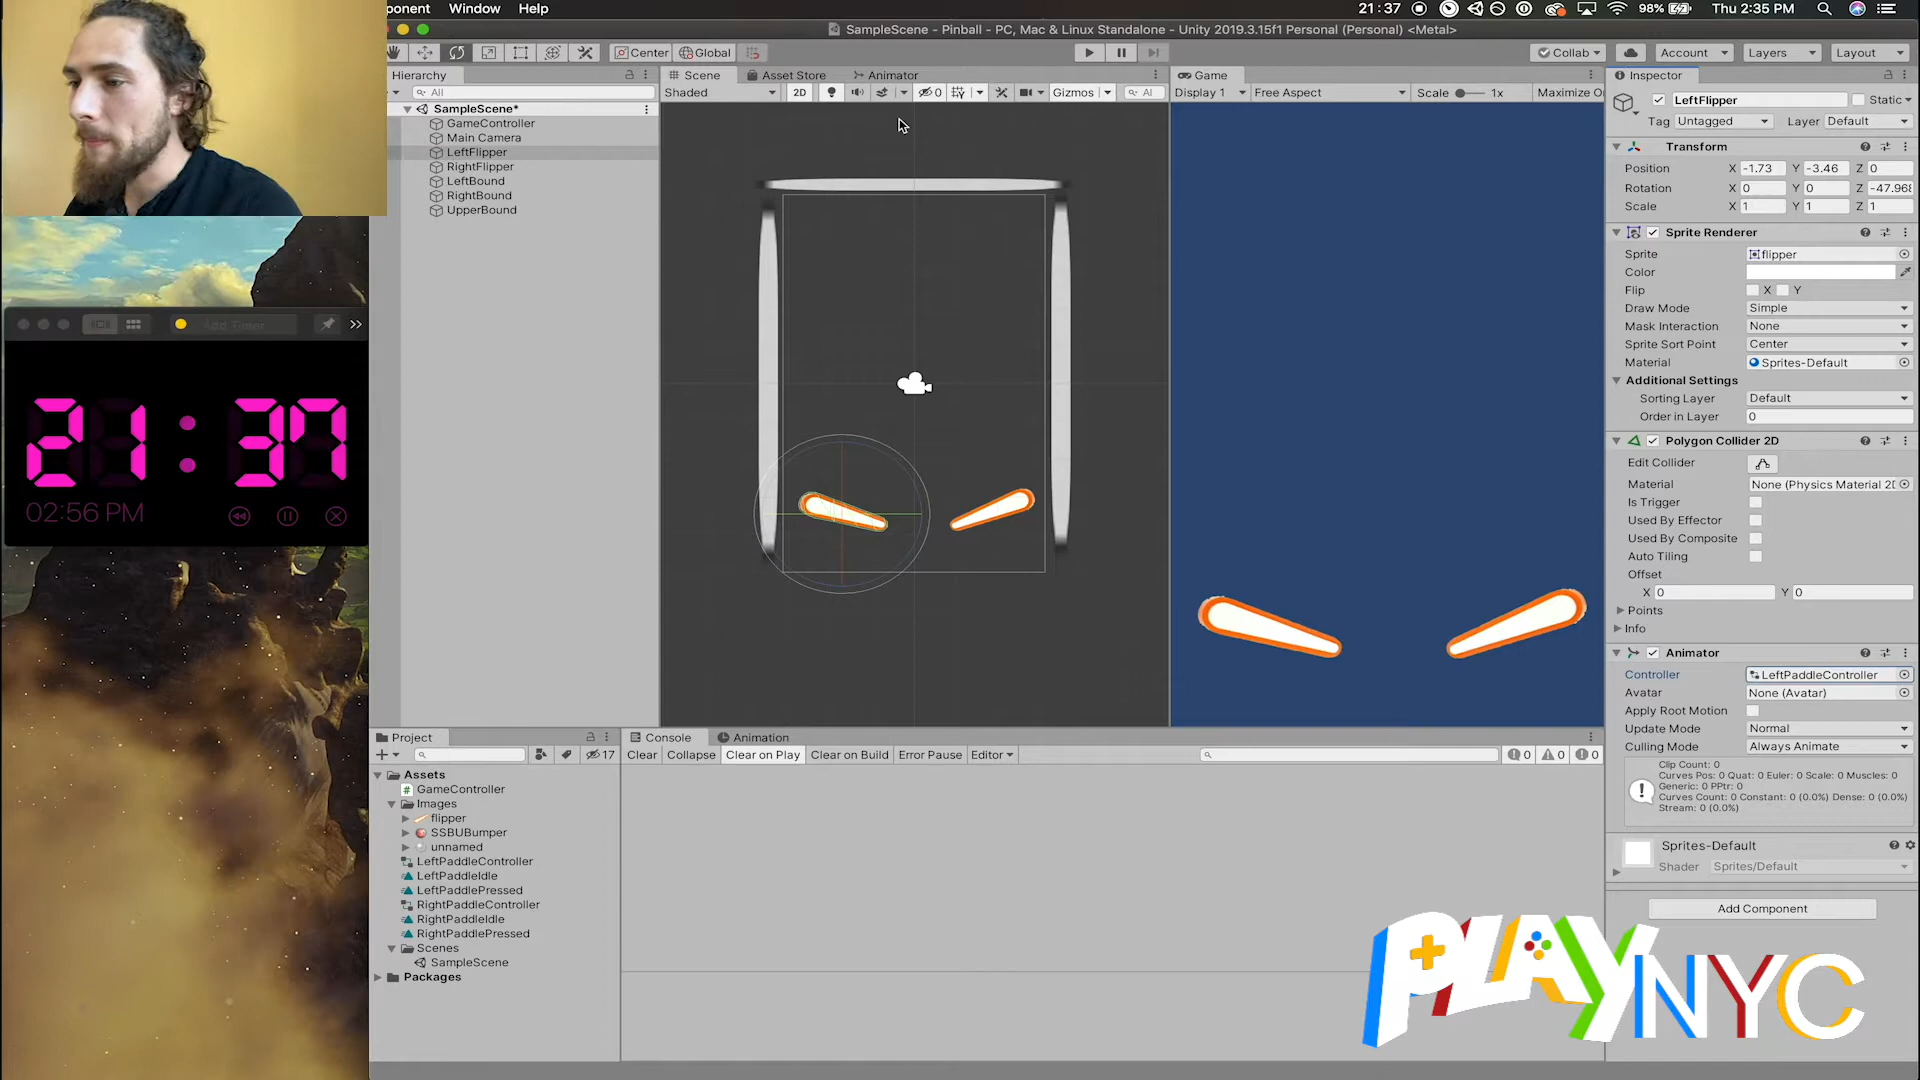 ponent Window Help
21:37 98% Thu 2:35 PM
SampleScene - Pinball - PC, Mac & Linux Standalone - Unity 2019.3.15f1 Personal (Personal) <Metal>
Center Global Collab Account Layers Layout
Hierarchy
All
SampleScene*
GameController
Main Camera
LeftFlipper
RightFlipper
LeftBound
RightBound
UpperBound
Scene Asset Store Animator
Shaded 2D 0 Gizmos Al
Game
Display 1 Free Aspect Scale 1x Maximize O
Inspector
LeftFlipper Static
Tag Untagged Layer Default
Transform
Position X -1.73 Y -3.46 Z 0
Rotation X 0 Y 0 Z -47.968
Scale X 1 Y 1 Z 1
Sprite Renderer
Sprite flipper
Color
Flip X Y
Draw Mode Simple
Mask Interaction None
Sprite Sort Point Center
Material Sprites-Default
Additional Settings
Sorting Layer Default
Order in Layer 0
Polygon Collider 2D
Edit Collider
Material None (Physics Material 2D
Is Trigger
Used By Effector
Used By Composite
Auto Tiling
Offset
X 0 Y 0
Points
Info
Animator
Controller LeftPaddleController
Avatar None (Avatar)
Apply Root Motion
Update Mode Normal
Culling Mode Always Animate
Clip Count: 0
Curves Pos: 0 Quat: 0 Euler: 0 Scale: 0 Muscles: 0
Generic: 0 PPtr: 0
Curves Count: 0 Constant: 0 (0.0%) Dense: 0 (0.0%)
Stream: 0 (0.0%)
Sprites-Default
Shader Sprites/Default
Add Component
Add Timer
21:37
02:56 PM
Project
17
Assets
GameController
Images
flipper
SSBUBumper
unnamed
LeftPaddleController
LeftPaddleIdle
LeftPaddlePressed
RightPaddleController
RightPaddleIdle
RightPaddlePressed
Scenes
SampleScene
Packages
Console Animation
Clear Collapse Clear on Play Clear on Build Error Pause Editor 0 0 0
PLAYNYC